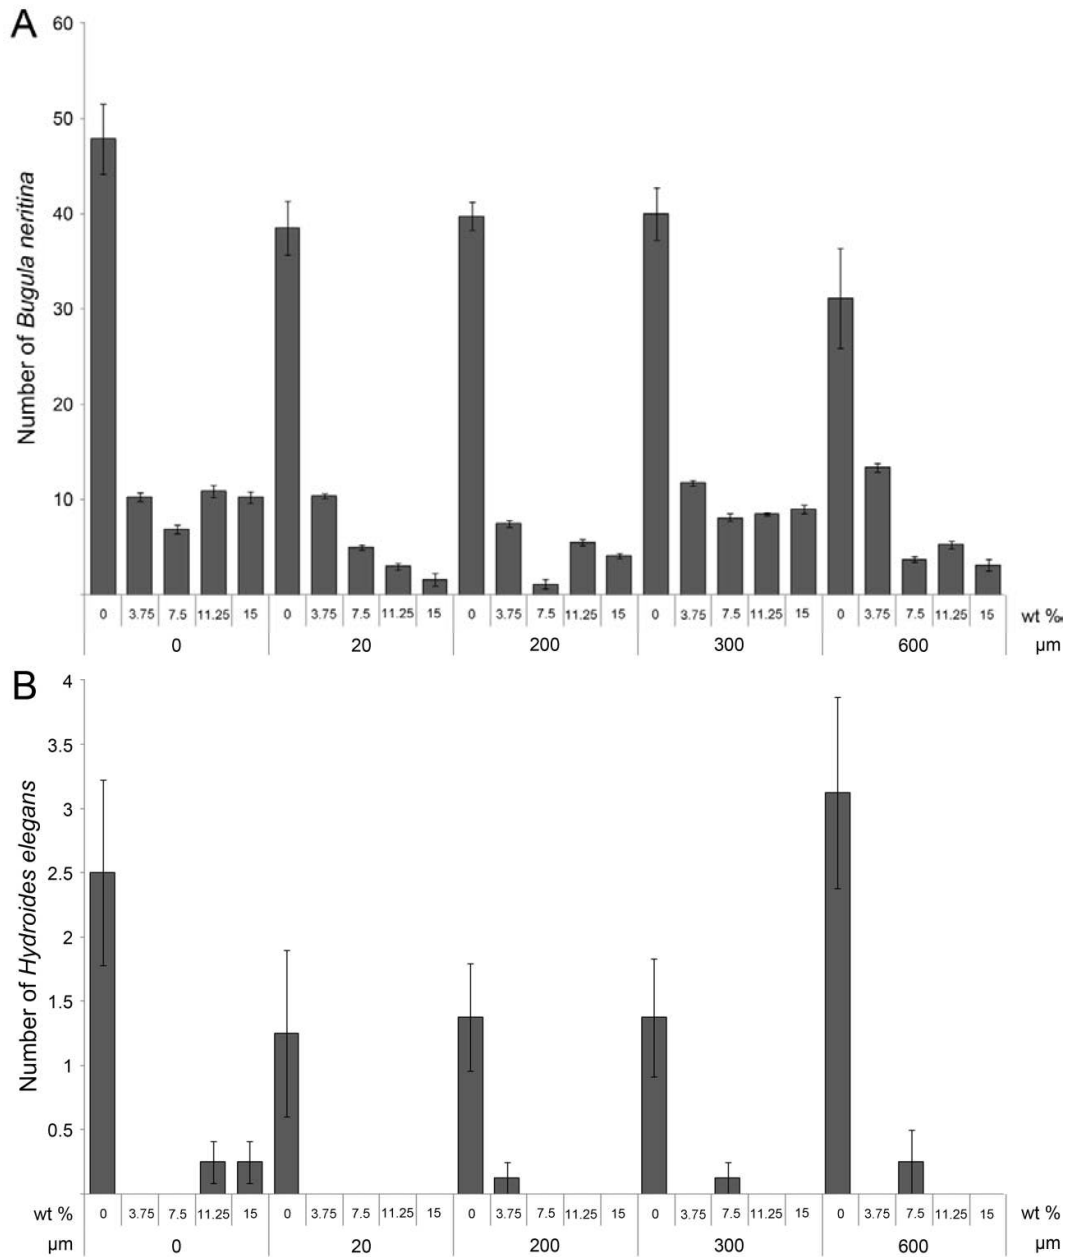 A
60
50
40
30
20
10
Number of Bugula neritina
0 3.75 7.5 11.25 15 0 3.75 7.5 11.25 15 0 3.75 7.5 11.25 15 0 3.75 7.5 11.25 15 0 3.75 7.5 11.25 15 wt %
0 20 200 300 600 µm
B
4
3.5
3
2.5
2
1.5
1
0.5
Number of Hydroides elegans
wt % 0 3.75 7.5 11.25 15 0 3.75 7.5 11.25 15 0 3.75 7.5 11.25 15 0 3.75 7.5 11.25 15 0 3.75 7.5 11.25 15 wt %
µm 0 20 200 300 600 µm